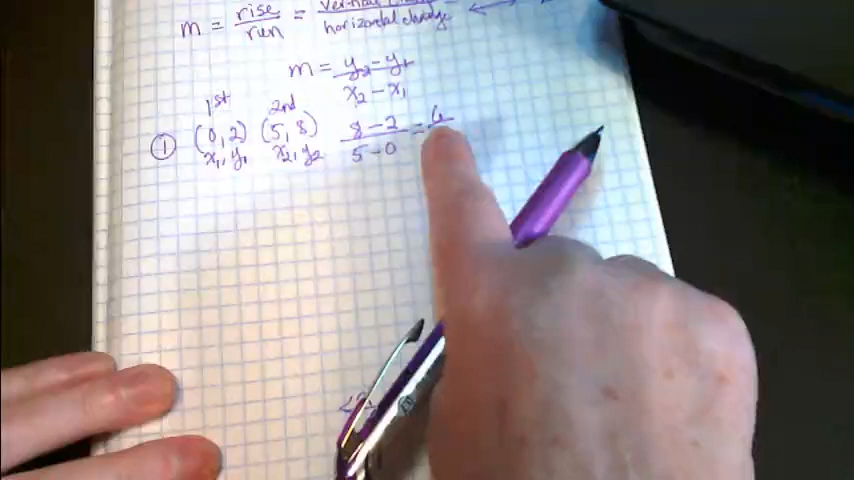 m = rise/run = vertical change/horizontal change
m = y₂ - y₁/x₂ - x₁
1st 2nd
① (0, 2) (5, 8) 8 - 2/5 - 0 = 6
x₁, y₁ x₂, y₂